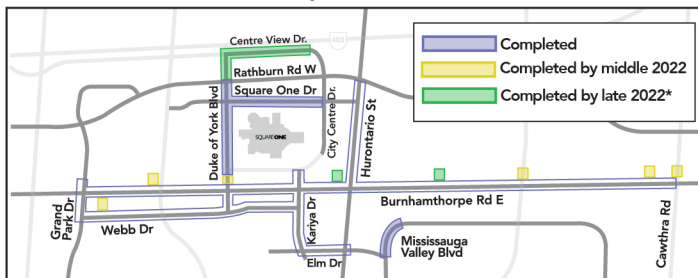 Centre View Dr.
403
Rathburn Rd W
Square One Dr
Duke of York Blvd
SQUAREONE
City Centre Dr.
Hurontario St
Completed
Completed by middle 2022
Completed by late 2022*
Grand
Park Dr
Webb Dr
Kariya Dr
Elm Dr
Burnhamthorpe Rd E
Mississauga
Valley Blvd
Cawthra Rd